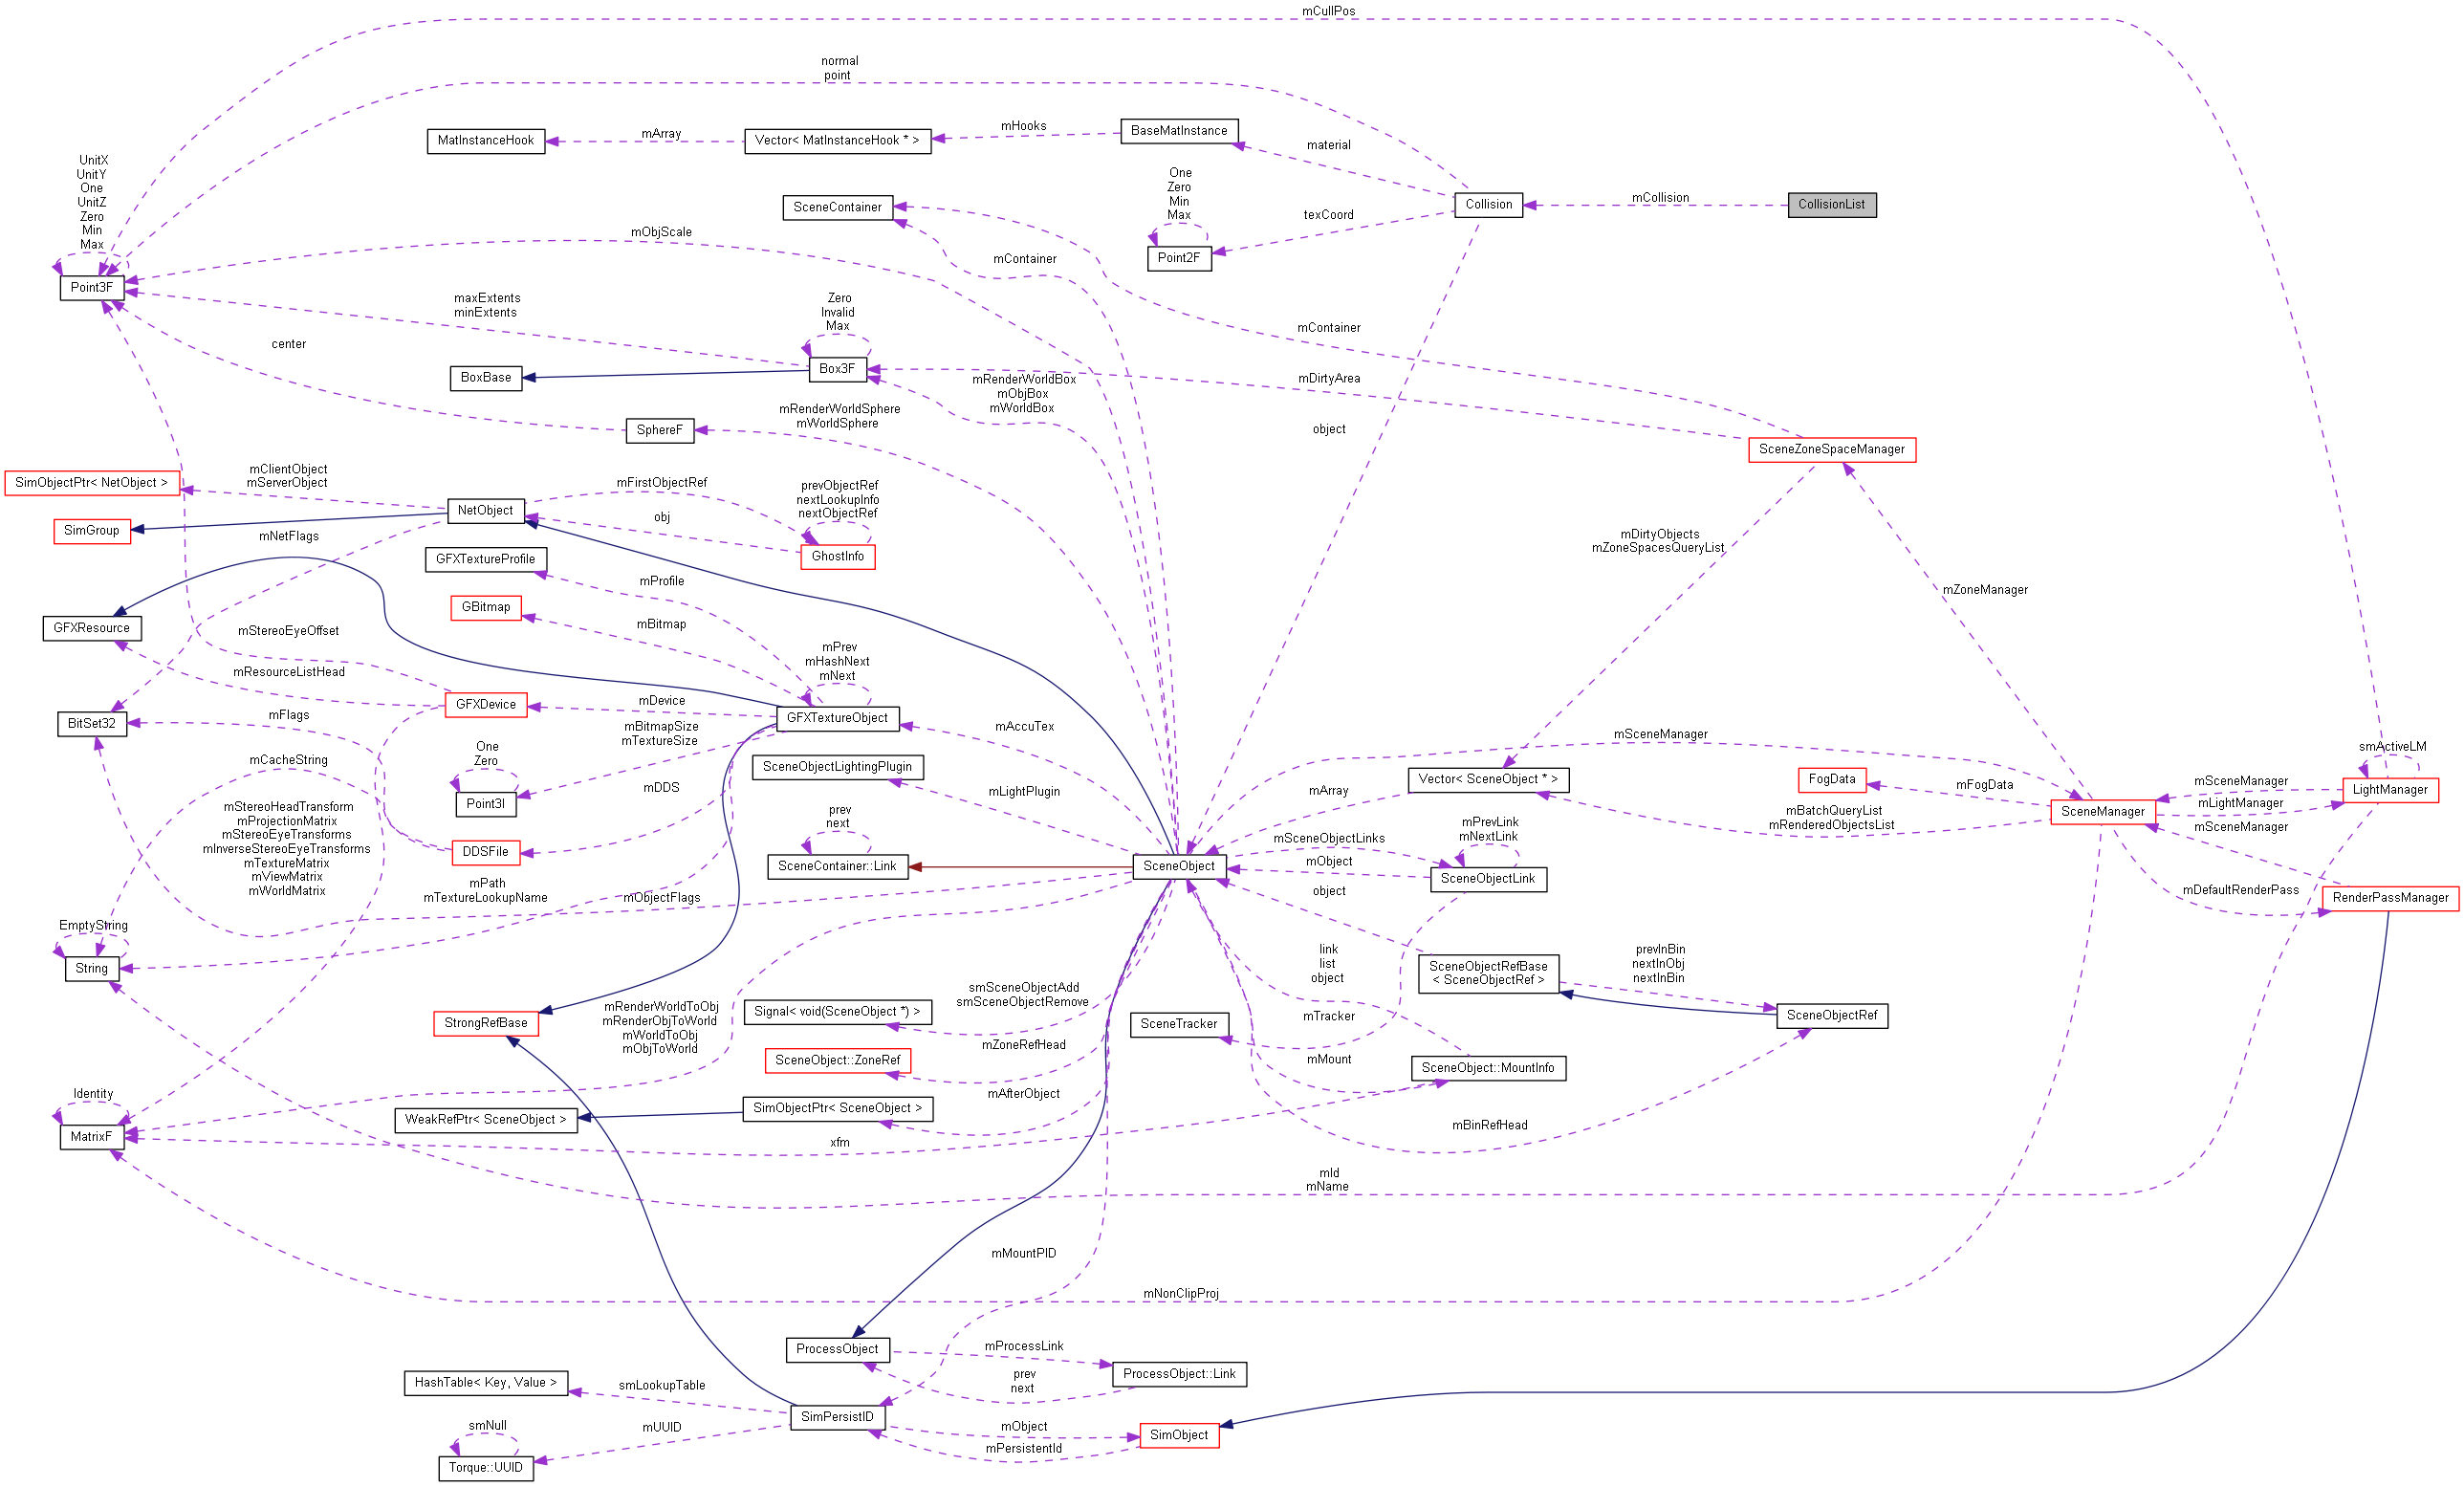 mCullPos
normal
point
MatInstanceHook
mArray
Vector< MatInstanceHook * >
mHooks
BaseMatInstance
material
UnitX
UnitY
One
UnitZ
Zero
Min
Max
Point3F
SceneContainer
One
Zero
Min
Max
Point2F
texCoord
Collision
mCollision
CollisionList
mObjScale
mContainer
maxExtents
minExtents
Zero
Invalid
Max
mContainer
center
BoxBase
Box3F
mRenderWorldBox
mObjBox
mWorldBox
mDirtyArea
mRenderWorldSphere
mWorldSphere
SphereF
object
SceneZoneSpaceManager
SimObjectPtr< NetObject >
mClientObject
mServerObject
mFirstObjectRef
prevObjectRef
nextLookupInfo
nextObjectRef
NetObject
SimGroup
obj
GhostInfo
mNetFlags
mDirtyObjects
mZoneSpacesQueryList
GFXTextureProfile
mProfile
mZoneManager
GBitmap
mBitmap
GFXResource
mStereoEyeOffset
mResourceListHead
mPrev
mHashNext
mNext
GFXDevice
mDevice
GFXTextureObject
mAccuTex
BitSet32
mFlags
mBitmapSize
mTextureSize
mSceneManager
smActiveLM
One
Zero
Point3I
mCacheString
mDDS
SceneObjectLightingPlugin
mLightPlugin
Vector< SceneObject * >
mArray
FogData
mFogData
mSceneManager
LightManager
mLightManager
SceneManager
mBatchQueryList
mRenderedObjectsList
mSceneManager
mStereoHeadTransform
mProjectionMatrix
mStereoEyeTransforms
mInverseStereoEyeTransforms
mTextureMatrix
mViewMatrix
mWorldMatrix
DDSFile
prev
next
SceneContainer::Link
SceneObject
mSceneObjectLinks
mObject
mPrevLink
mNextLink
SceneObjectLink
mPath
mTextureLookupName
mObjectFlags
object
mDefaultRenderPass
RenderPassManager
EmptyString
String
link
list
object
SceneObjectRefBase
< SceneObjectRef >
prevInBin
nextInObj
nextInBin
SceneObjectRef
StrongRefBase
mRenderWorldToObj
mRenderObjToWorld
mWorldToObj
mObjToWorld
Signal< void(SceneObject *) >
smSceneObjectAdd
smSceneObjectRemove
SceneTracker
mTracker
mZoneRefHead
SceneObject::ZoneRef
mMount
SceneObject::MountInfo
Identity
MatrixF
WeakRefPtr< SceneObject >
SimObjectPtr< SceneObject >
mAfterObject
xfm
mBinRefHead
mId
mName
mMountPID
mNonClipProj
ProcessObject
mProcessLink
ProcessObject::Link
prev
next
HashTable< Key, Value >
smLookupTable
SimPersistID
mUUID
smNull
Torque::UUID
mObject
mPersistentId
SimObject